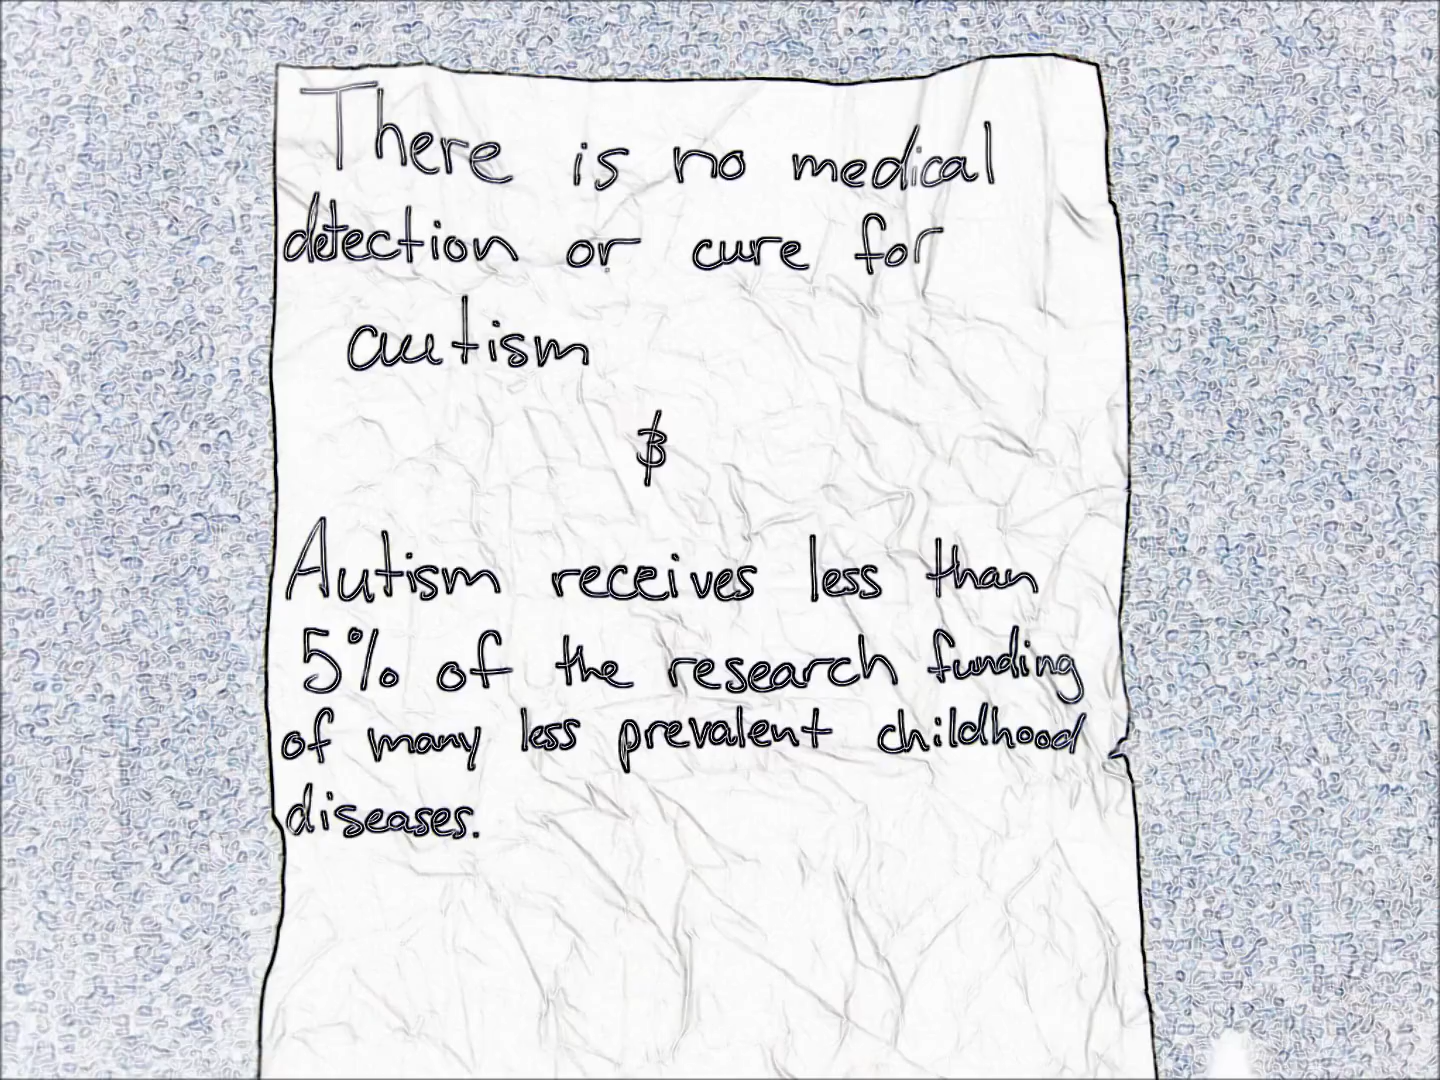 There is no medical
detection or cure for
autism
&
Autism receives less than
5% of the research funding
of many less prevalent childhood
diseases.